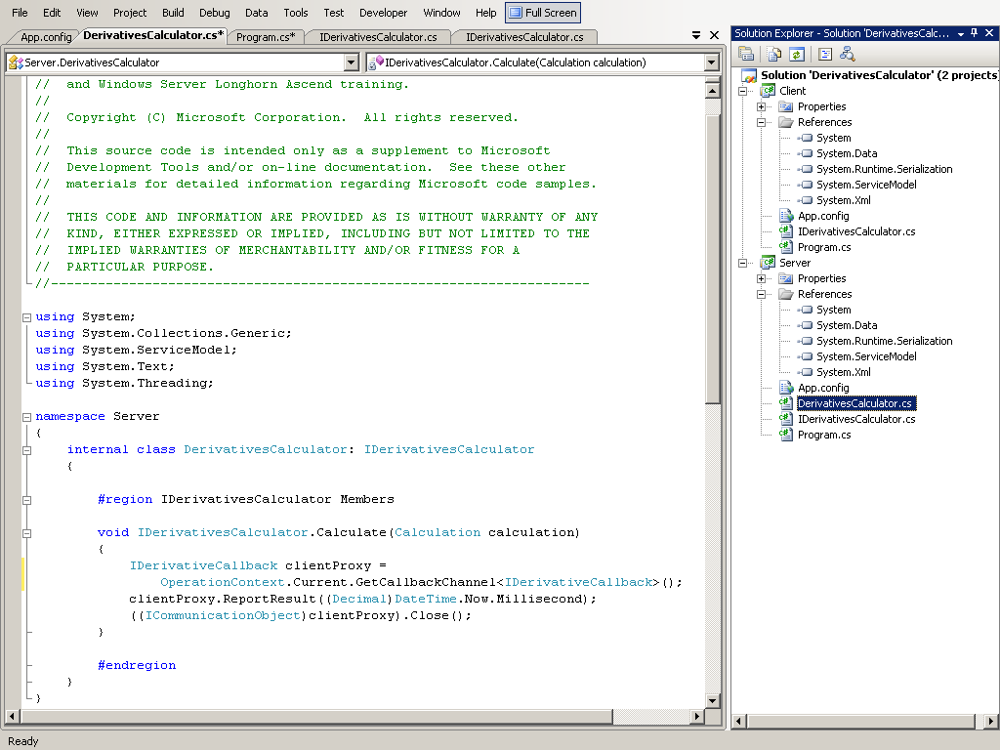 File Edit View Project Build Debug Data Tools Test Developer Window Help Full Screen
App.config DerivativesCalculator.cs* Program.cs* IDerivativesCalculator.cs IDerivativesCalculator.cs
Server.DerivativesCalculator IDerivativesCalculator.Calculate(Calculation calculation)
// and Windows Server Longhorn Ascend training.
//
// Copyright (C) Microsoft Corporation. All rights reserved.
//
// This source code is intended only as a supplement to Microsoft
// Development Tools and/or on-line documentation. See these other
// materials for detailed information regarding Microsoft code samples.
//
// THIS CODE AND INFORMATION ARE PROVIDED AS IS WITHOUT WARRANTY OF ANY
// KIND, EITHER EXPRESSED OR IMPLIED, INCLUDING BUT NOT LIMITED TO THE
// IMPLIED WARRANTIES OF MERCHANTABILITY AND/OR FITNESS FOR A
// PARTICULAR PURPOSE.
//---------------------------------------------------------------------
using System;
using System.Collections.Generic;
using System.ServiceModel;
using System.Text;
using System.Threading;
namespace Server
{
internal class DerivativesCalculator: IDerivativesCalculator
{
#region IDerivativesCalculator Members
void IDerivativesCalculator.Calculate(Calculation calculation)
{
IDerivativeCallback clientProxy =
OperationContext.Current.GetCallbackChannel<IDerivativeCallback>();
clientProxy.ReportResult((Decimal)DateTime.Now.Millisecond);
((ICommunicationObject)clientProxy).Close();
}
#endregion
}
}
Solution Explorer - Solution 'DerivativesCalc...
Solution 'DerivativesCalculator' (2 projects)
Client
Properties
References
System
System.Data
System.Runtime.Serialization
System.ServiceModel
System.Xml
App.config
IDerivativesCalculator.cs
Program.cs
Server
Properties
References
System
System.Data
System.Runtime.Serialization
System.ServiceModel
System.Xml
App.config
DerivativesCalculator.cs
IDerivativesCalculator.cs
Program.cs
Ready